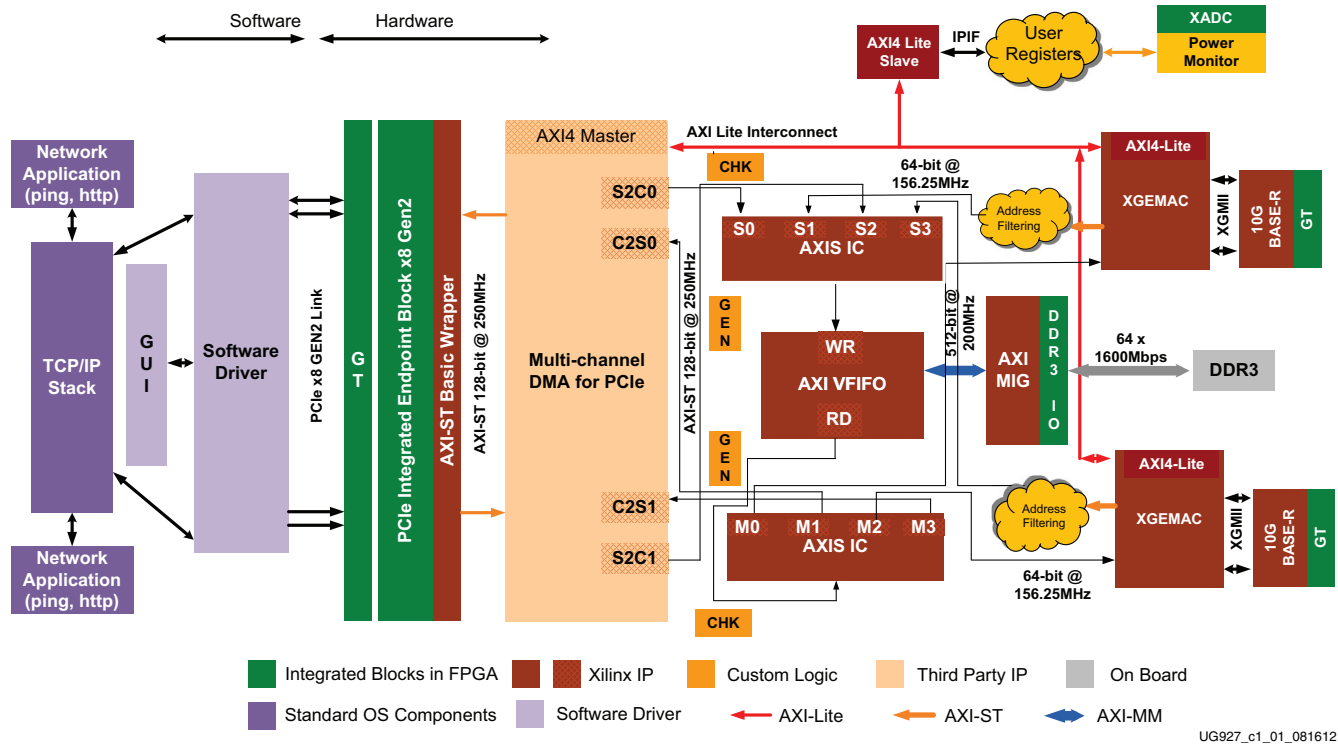 Software
Hardware
XADC
Power
Monitor
AXI4 Lite
Slave
IPIF
User
Registers
Network
Application
(ping, http)
TCP/IP
Stack
G
U
I
Software
Driver
Network
Application
(ping, http)
PCIe x8 GEN2 Link
G
T
PCIe Integrated Endpoint Block x8 Gen2
AXI-ST Basic Wrapper
AXI-ST 128-bit @ 250MHz
AXI4 Master
S2C0
C2S0
Multi-channel
DMA for PCIe
C2S1
S2C1
AXI Lite Interconnect
CHK
64-bit @
156.25MHz
AXI-ST 128-bit @ 250MHz
S0
S1
S2
S3
AXIS IC
G
E
N
WR
AXI VFIFO
RD
G
E
N
512-bit @
200MHz
M0
M1
M2
M3
AXIS IC
CHK
Address
Filtering
AXI4-Lite
XGEMAC
XGMII
10G
BASE-R
GT
AXI
MIG
D
D
R
3
I
O
64 x
1600Mbps
DDR3
Address
Filtering
AXI4-Lite
XGEMAC
XGMII
10G
BASE-R
GT
64-bit @
156.25MHz
Integrated Blocks in FPGA
Xilinx IP
Custom Logic
Third Party IP
On Board
Standard OS Components
Software Driver
AXI-Lite
AXI-ST
AXI-MM
UG927_c1_01_081612